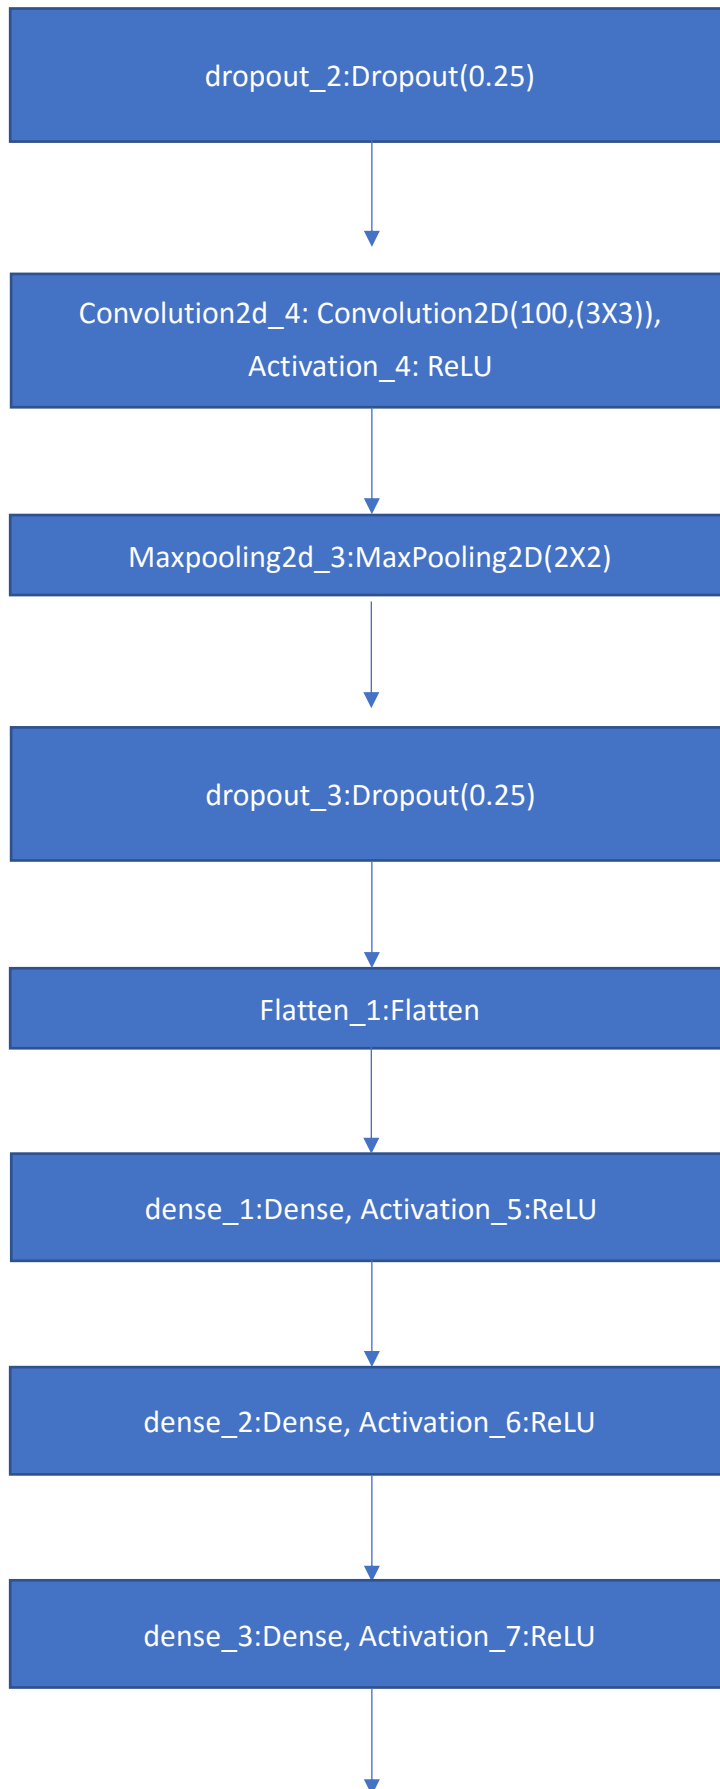 dropout_2:Dropout(0.25)
Convolution2d_4: Convolution2D(100,(3X3)),
Activation_4: ReLU
Maxpooling2d_3:MaxPooling2D(2X2)
dropout_3:Dropout(0.25)
Flatten_1:Flatten
dense_1:Dense, Activation_5:ReLU
dense_2:Dense, Activation_6:ReLU
dense_3:Dense, Activation_7:ReLU